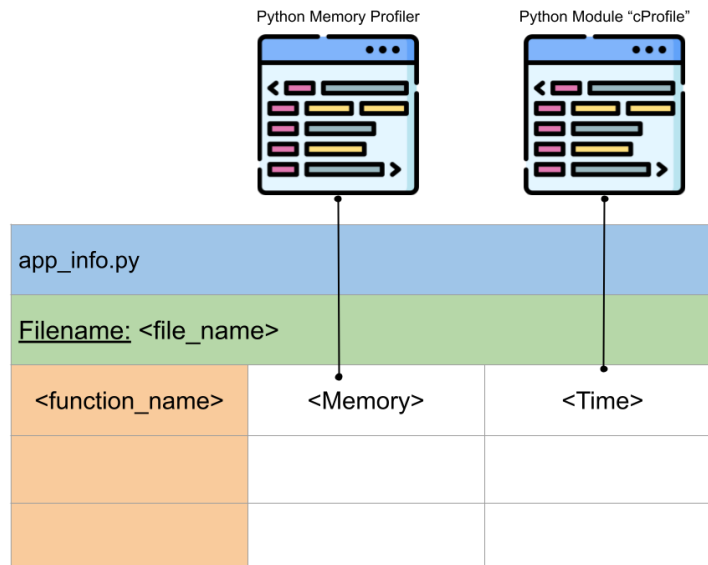 Python Memory Profiler
Python Module “cProfile”
app_info.py
Filename: <file_name>
<function_name>
<Memory>
<Time>